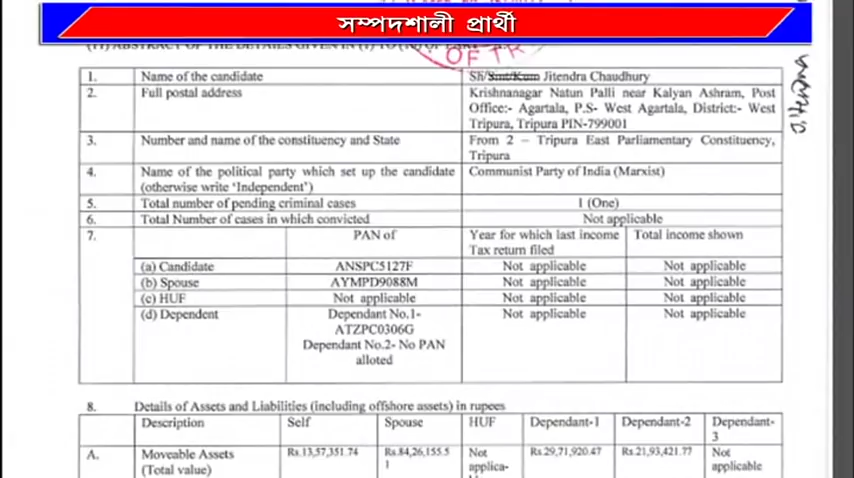 সম্পদশালী প্রার্থী
OF TR
1. Name of the candidate Sh/Smt/Kum Jitendra Chaudhury
2. Full postal address Krishnanagar Natun Palli near Kalyan Ashram, Post
Office:- Agartala, P.S- West Agartala, District:- West
Tripura, Tripura PIN-799001
3. Number and name of the constituency and State From 2 – Tripura East Parliamentary Constituency,
Tripura
4. Name of the political party which set up the candidate Communist Party of India (Marxist)
(otherwise write ‘Independent’)
5. Total number of pending criminal cases 1 (One)
6. Total Number of cases in which convicted Not applicable
7. PAN of Year for which last income Total income shown
Tax return filed
(a) Candidate ANSPC5127F Not applicable Not applicable
(b) Spouse AYMPD9088M Not applicable Not applicable
(c) HUF Not applicable Not applicable Not applicable
(d) Dependent Dependant No.1- Not applicable Not applicable
ATZPC0306G
Dependant No.2- No PAN
alloted
8. Details of Assets and Liabilities (including offshore assets) in rupees
Description Self Spouse HUF Dependant-1 Dependant-2 Dependant-
3
A. Moveable Assets Rs.13,57,351.74 Rs.84,26,155.5 Not Rs.29,71,920.47 Rs.21,93,421.77 Not
(Total value) 1 applica- applicable